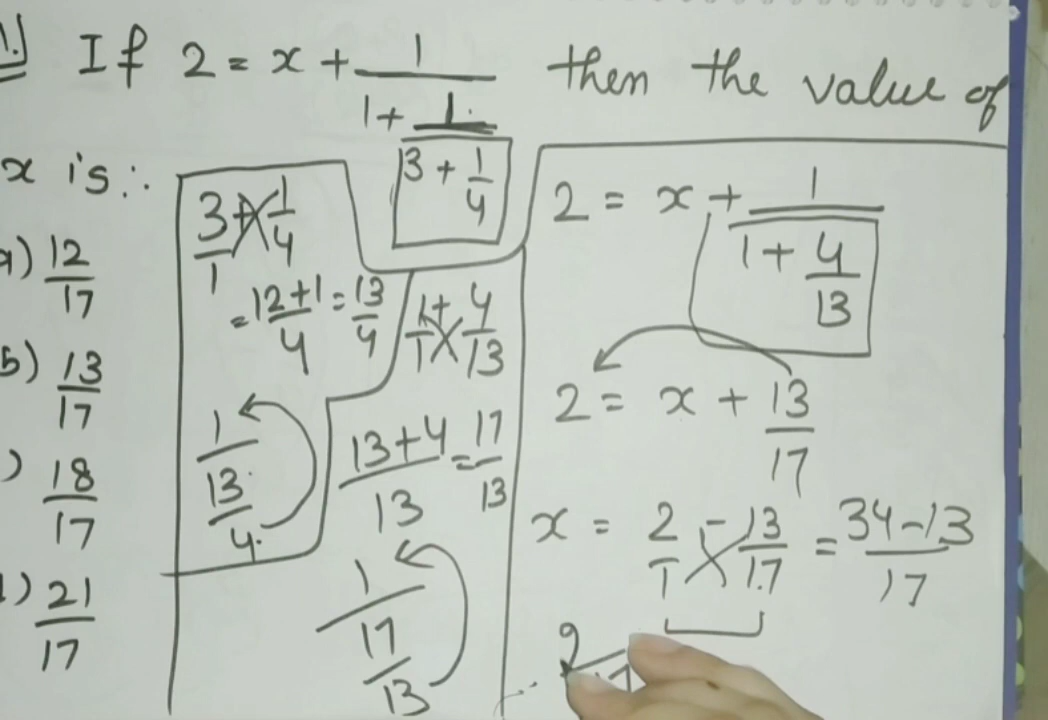 1.] If 2 = x + 1/(1 + 1/(3 + 1/4)) then the value of
x is :.
a) 12/17
b) 13/17
) 18/17
d) 21/17
3/1 + 1/4
= (12+1)/4 = 13/4
1/(13/4)
1/1 + 4/13
(13+4)/13 = 17/13
1/(17/13)
2 = x + 1/(1 + 4/13)
2 = x + 13/17
x = 2/1 - 13/17 = (34-13)/17